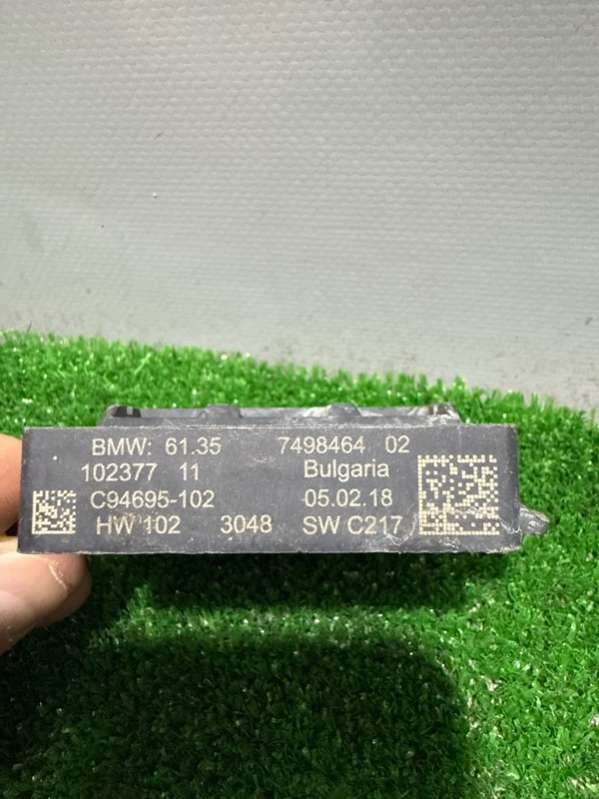 BMW: 61.35 7498464 02
102377 11 Bulgaria
C94695-102 05.02.18
HW 102 3048 SW C217